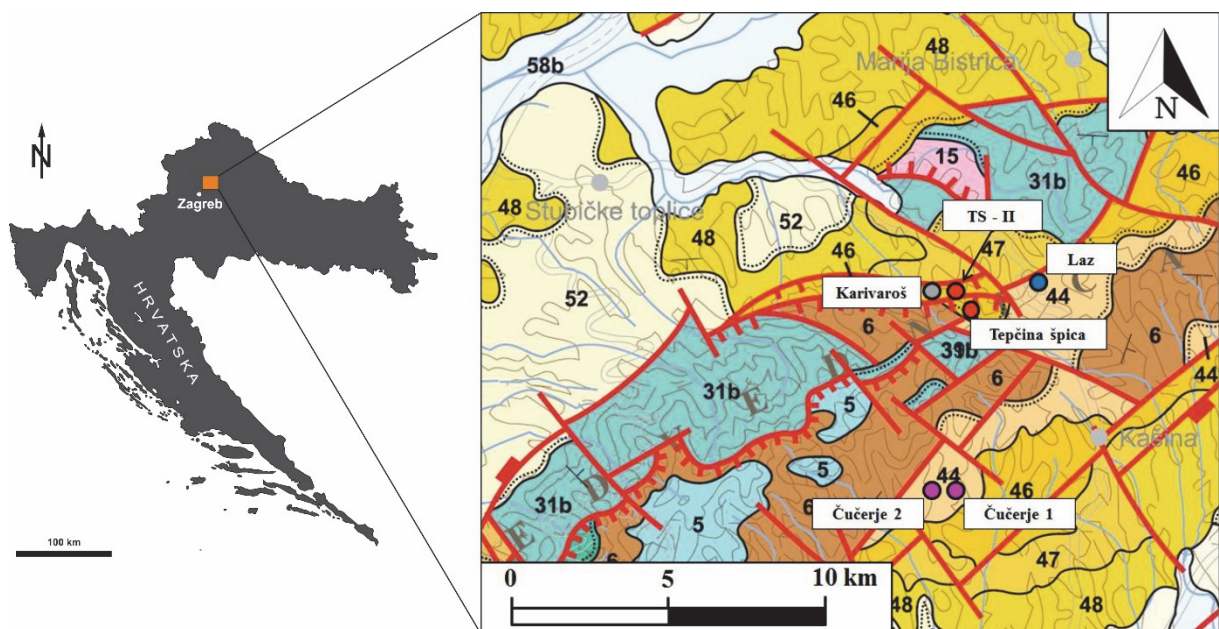 N
Zagreb
HRVATSKA
100 km
58b
48
Marija Bistrica
N
46
15
31b
46
Stubičke toplice
48
48
52
TS - II
47
Laz
46
52
Karivaroš
44
C
A
6
N
Tepčina špica
6
31b
39b
44
D
6
E
5
Kašina
5
44
31b
D
V
6
46
5
Čučerje 2
Čučerje 1
E
6
47
0
5
10 km
48
48